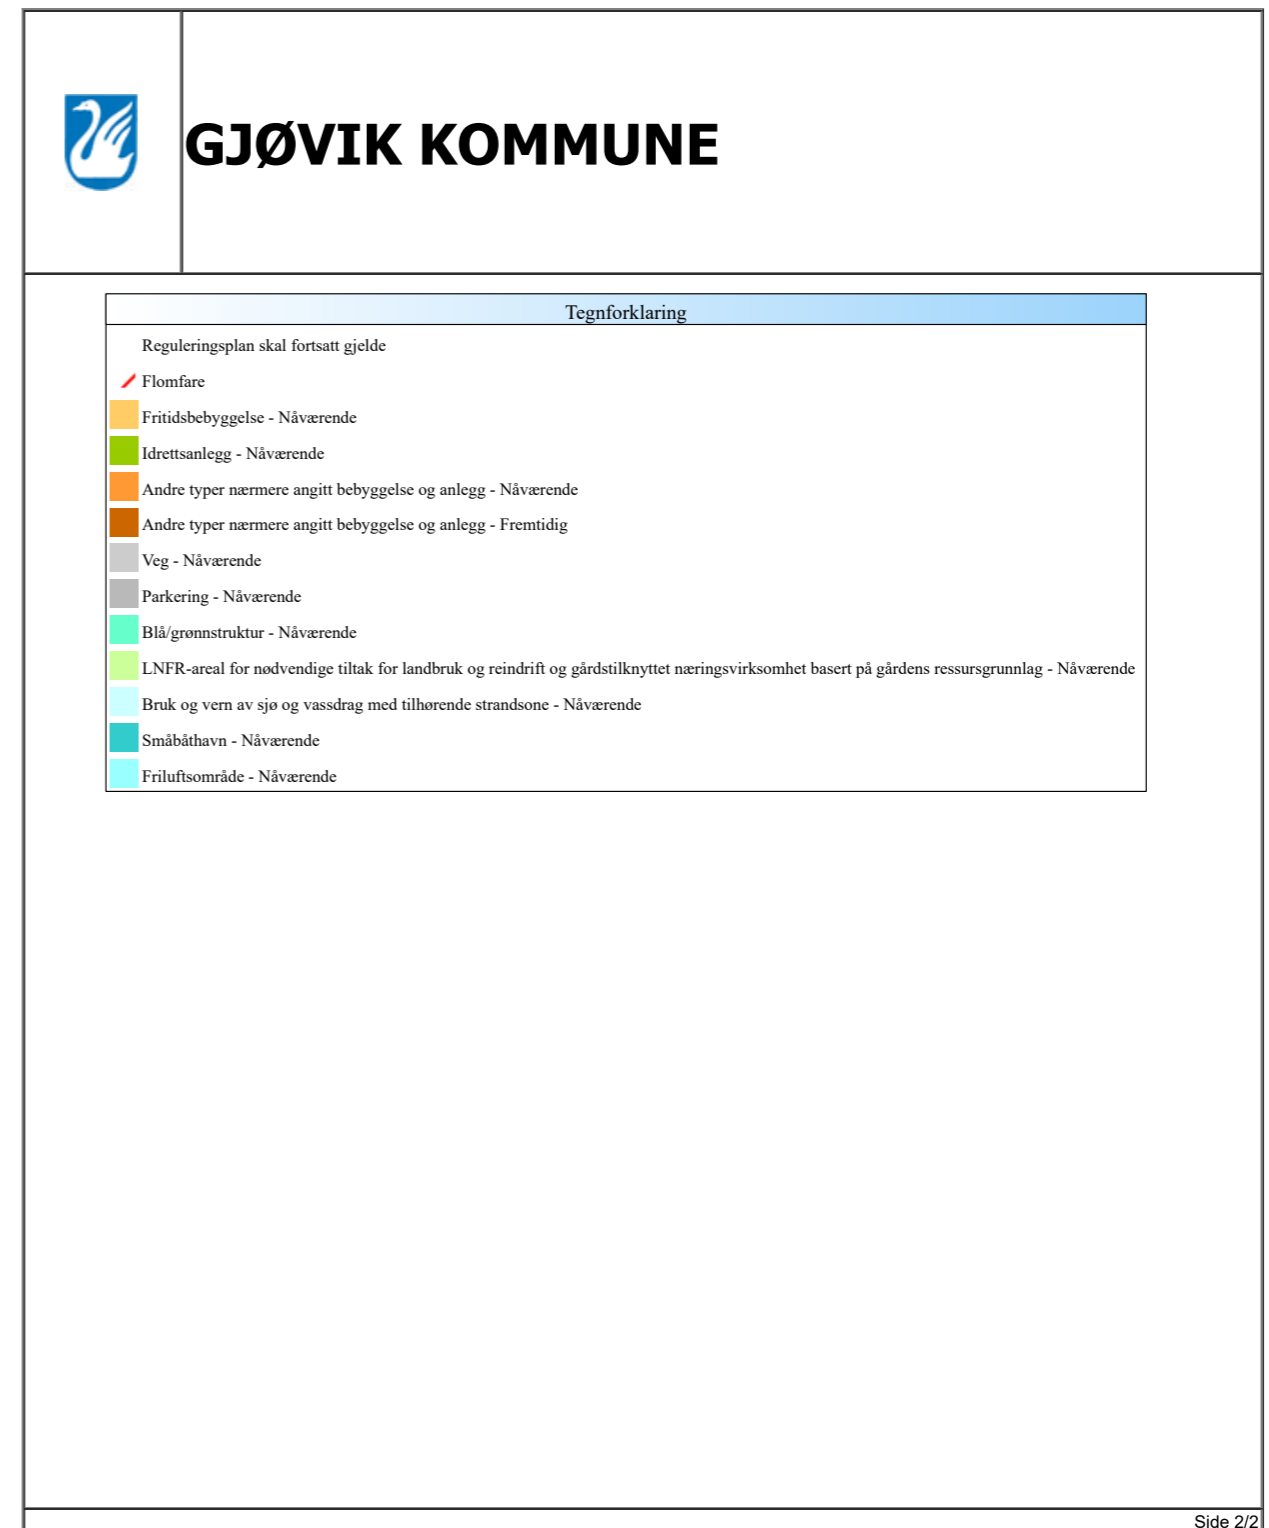 GJØVIK KOMMUNE
Tegnforklaring
Reguleringsplan skal fortsatt gjelde
Flomfare
Fritidsbebyggelse - Nåværende
Idrettsanlegg - Nåværende
Andre typer nærmere angitt bebyggelse og anlegg - Nåværende
Andre typer nærmere angitt bebyggelse og anlegg - Fremtidig
Veg - Nåværende
Parkering - Nåværende
Blå/grønnstruktur - Nåværende
LNFR-areal for nødvendige tiltak for landbruk og reindrift og gårdstilknyttet næringsvirksomhet basert på gårdens ressursgrunnlag - Nåværende
Bruk og vern av sjø og vassdrag med tilhørende strandsone - Nåværende
Småbåthavn - Nåværende
Friluftsområde - Nåværende
Side 2/2